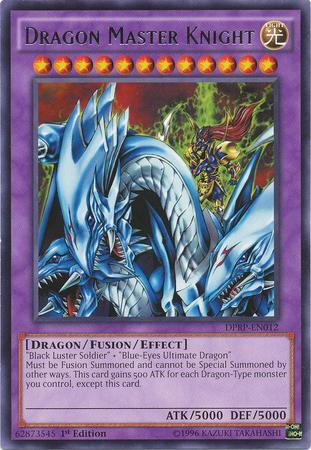 DRAGON MASTER KNIGHT
LIGHT
光
DPRP-EN012
[DRAGON/FUSION/EFFECT]
"Black Luster Soldier" + "Blue-Eyes Ultimate Dragon"
Must be Fusion Summoned and cannot be Special Summoned by
other ways. This card gains 500 ATK for each Dragon-Type monster
you control, except this card.
ATK/5000 DEF/5000
62873545 1st Edition ©1996 KAZUKI TAKAHASHI